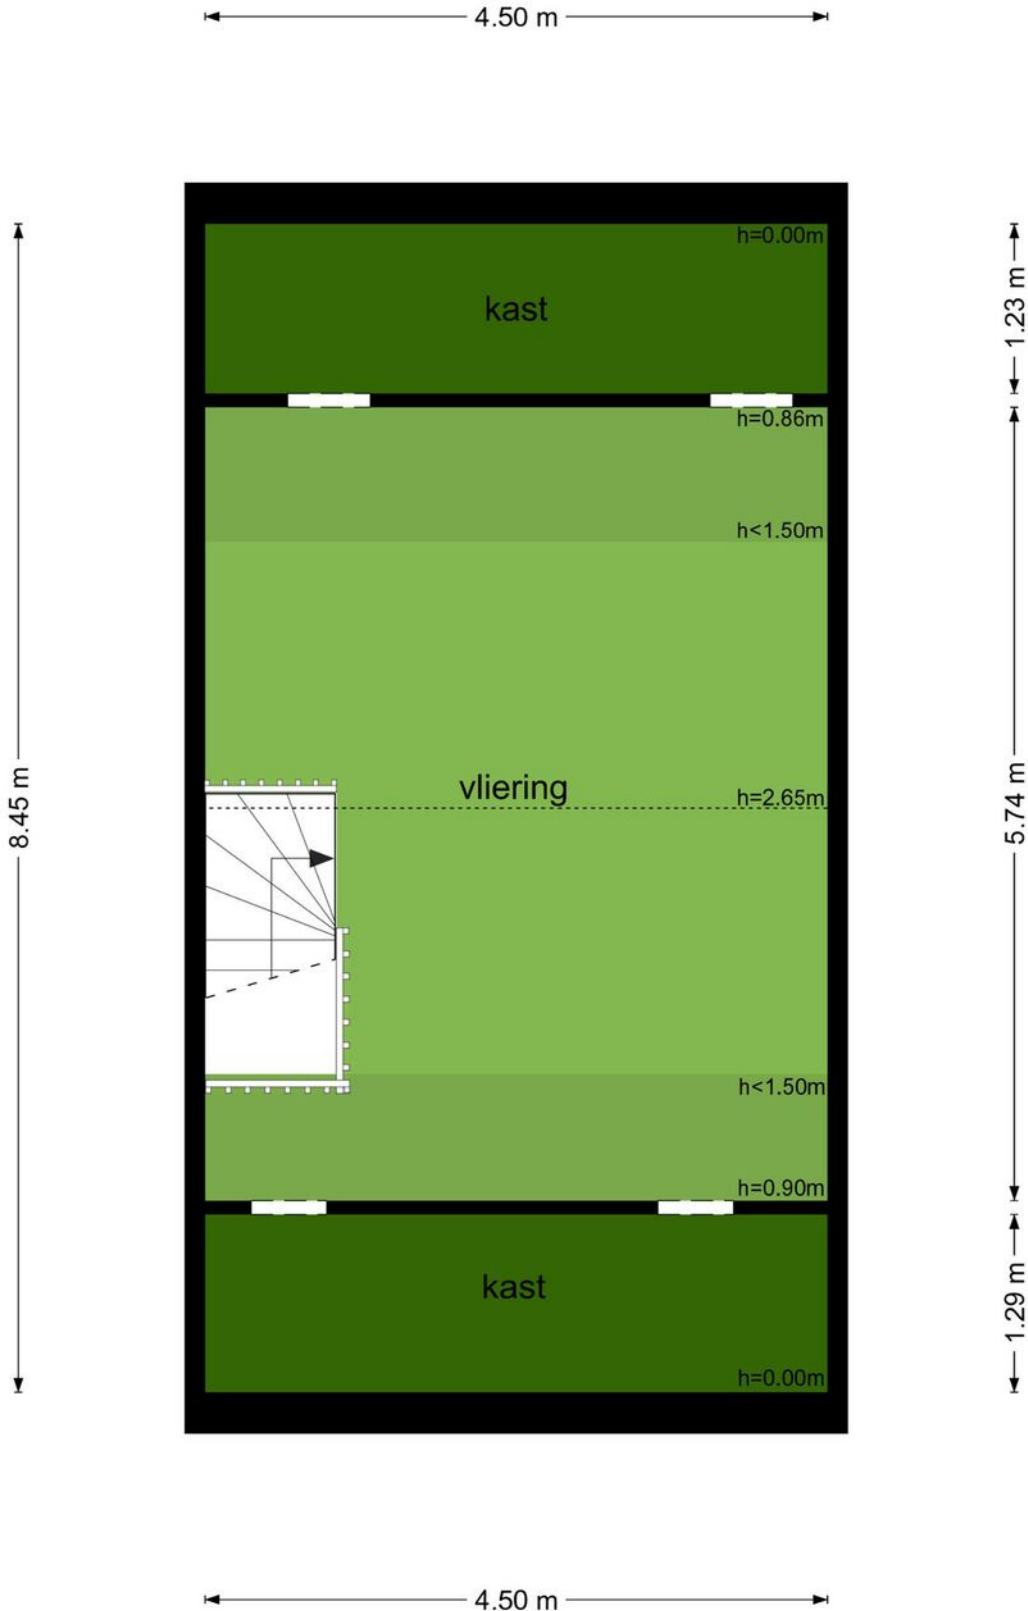 4.50 m
h=0.00m
kast
1.23 m
h=0.86m
h<1.50m
vliering
h=2.65m
8.45 m
5.74 m
h<1.50m
h=0.90m
kast
1.29 m
h=0.00m
4.50 m